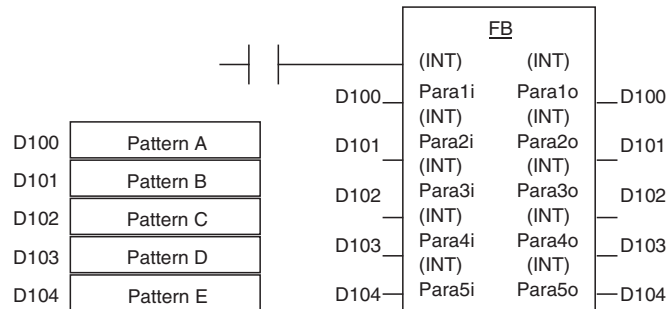 FB
(INT) (INT)
D100 Para1i Para1o D100
(INT) (INT)
D100 Pattern A D101 Para2i Para2o D101
(INT) (INT)
D101 Pattern B
D102 Para3i Para3o D102
D102 Pattern C (INT) (INT)
D103 Pattern D D103 Para4i Para4o D103
(INT) (INT)
D104 Pattern E D104 Para5i Para5o D104